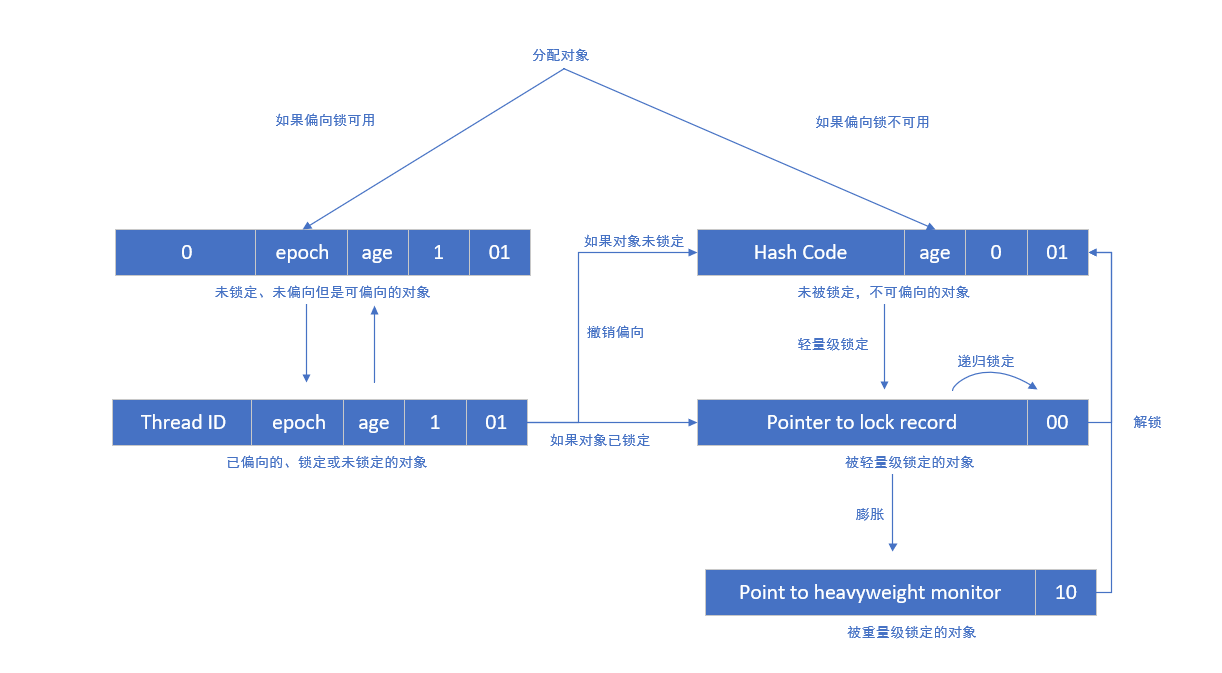 分配对象
如果偏向锁可用
如果偏向锁不可用
0 epoch age 1 01
如果对象未锁定
Hash Code age 0 01
未锁定、未偏向但是可偏向的对象
未被锁定，不可偏向的对象
撤销偏向
轻量级锁定
递归锁定
Thread ID epoch age 1 01
如果对象已锁定
Pointer to lock record 00
解锁
已偏向的、锁定或未锁定的对象
被轻量级锁定的对象
膨胀
Point to heavyweight monitor 10
被重量级锁定的对象